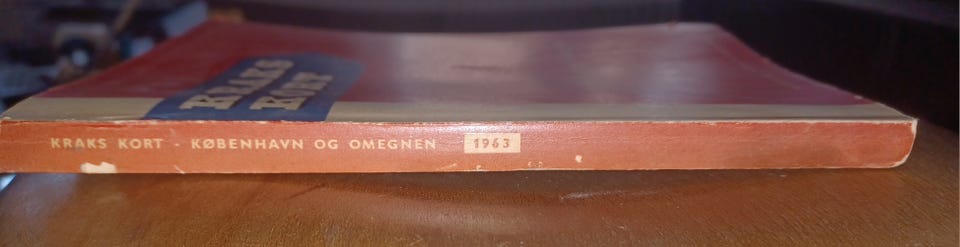 KRAKS
KORT
KRAKS KORT - KØBENHAVN OG OMEGNEN 1963